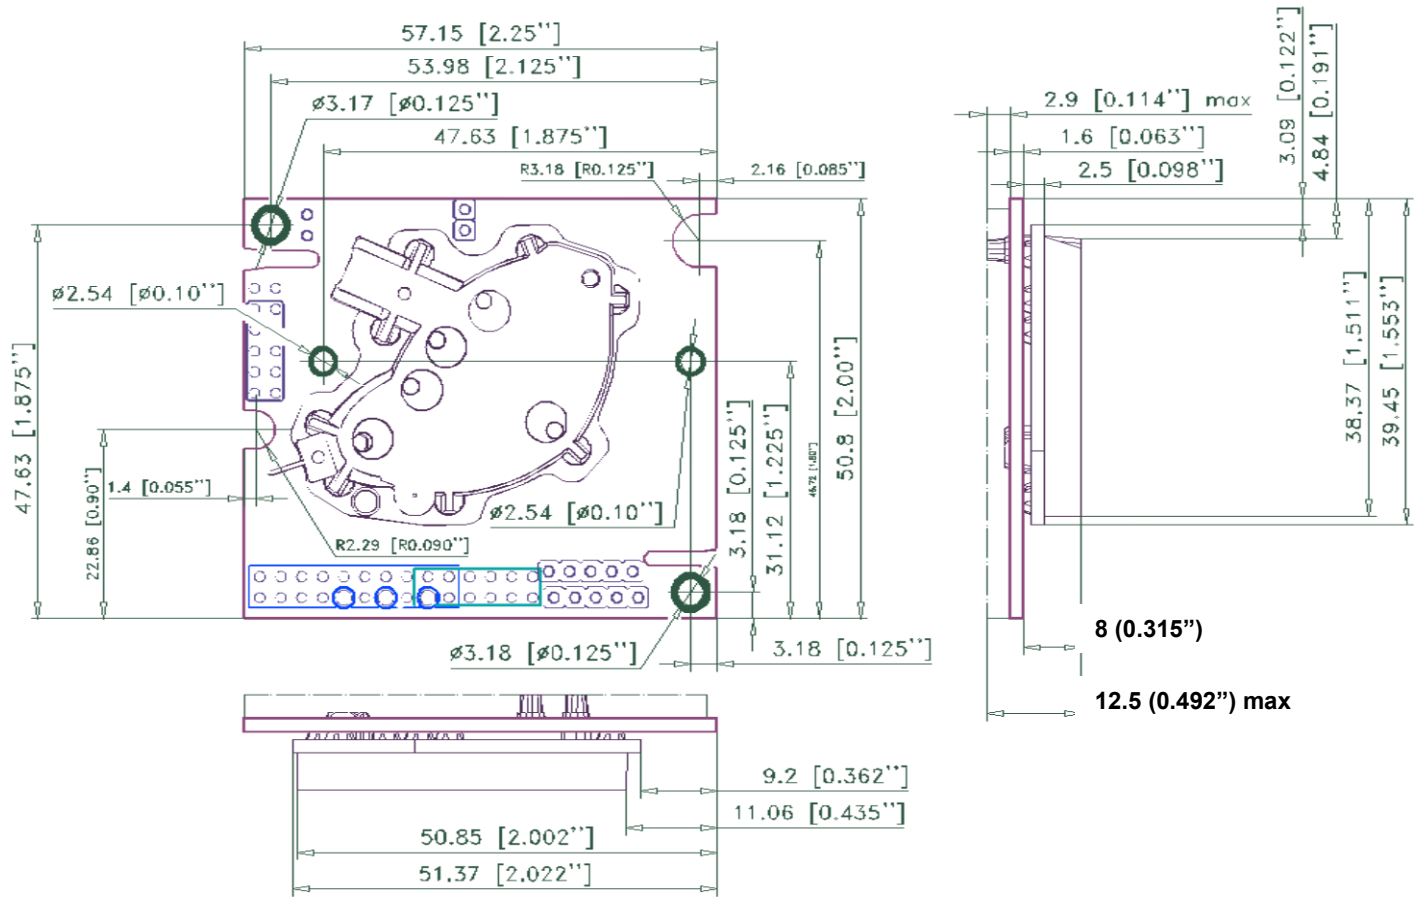 57.15 [2.25'']
53.98 [2.125'']
ø3.17 [ø0.125'']
47.63 [1.875'']
R3.18 [R0.125'']
2.16 [0.085'']
2.9 [0.114''] max
1.6 [0.063'']
2.5 [0.098'']
3.09 [0.122'']
4.84 [0.191'']
ø2.54 [ø0.10'']
47.63 [1.875'']
22.86 [0.90'']
1.4 [0.055'']
R2.29 [R0.090'']
ø2.54 [ø0.10'']
3.18 [0.125'']
31.12 [1.225'']
50.8 [2.00'']
38.37 [1.511'']
39.45 [1.553'']
ø3.18 [ø0.125'']
3.18 [0.125'']
8 (0.315”)
12.5 (0.492”) max
9.2 [0.362'']
11.06 [0.435'']
50.85 [2.002'']
51.37 [2.022'']